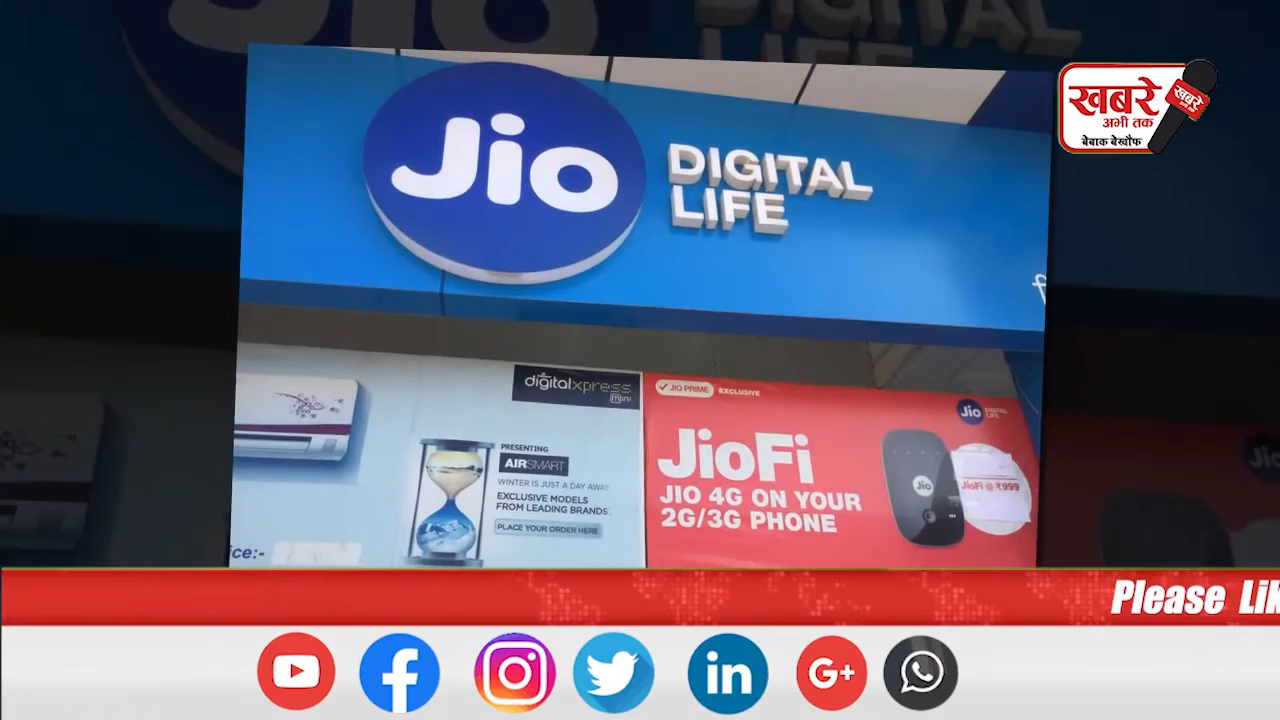 Jio
DIGITAL
LIFE
खबरे
अभी तक
बेबाक बेखौफ
खबरे
digitalxpress
mini
PRESENTING
AIRSMART
WINTER IS JUST A DAY AWAY
EXCLUSIVE MODELS
FROM LEADING BRANDS
PLACE YOUR ORDER HERE
ice:-
JIO PRIME EXCLUSIVE
Jio DIGITAL
LIFE
JioFi
JIO 4G ON YOUR
2G/3G PHONE
Jio
JioFi @ ₹999
Please Lik